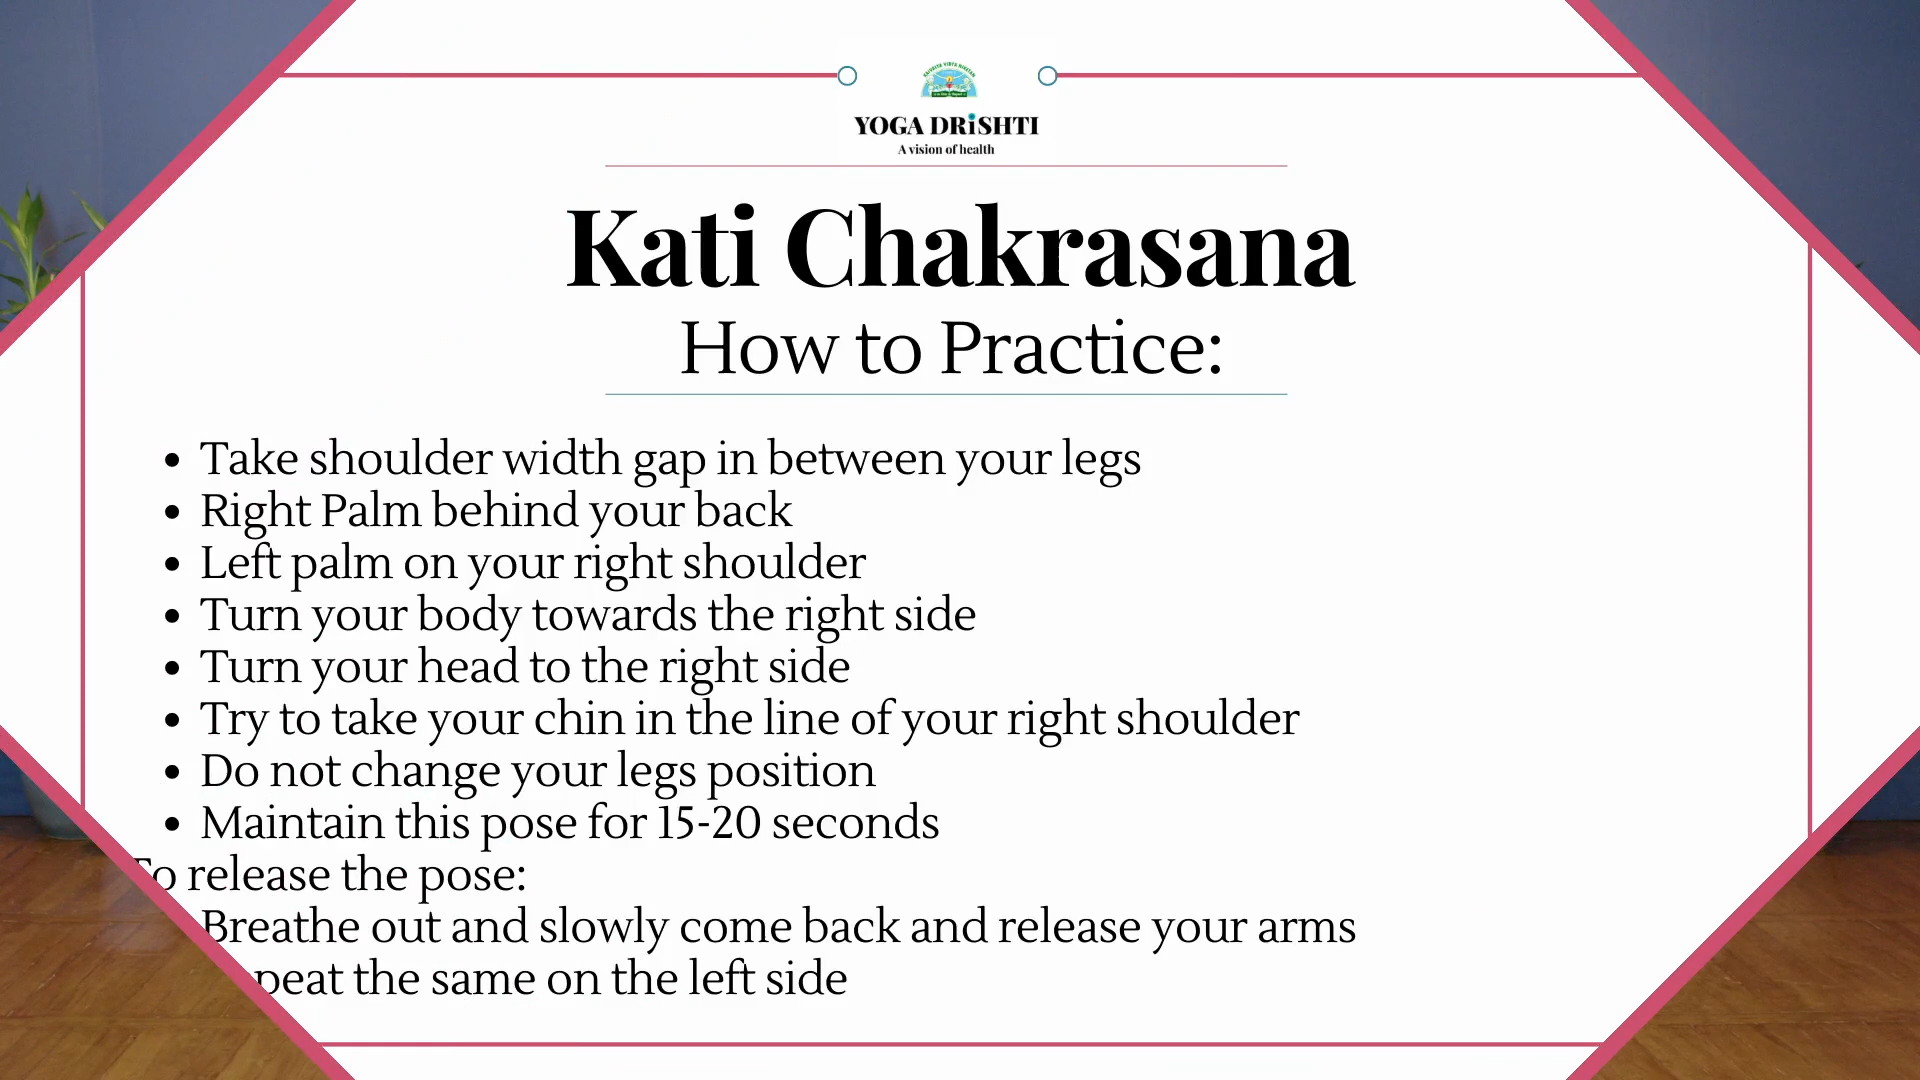 YOGA DRiSHTI
A vision of health
Kati Chakrasana
How to Practice:
• Take shoulder width gap in between your legs
• Right Palm behind your back
• Left palm on your right shoulder
• Turn your body towards the right side
• Turn your head to the right side
• Try to take your chin in the line of your right shoulder
• Do not change your legs position
• Maintain this pose for 15-20 seconds
To release the pose:
Breathe out and slowly come back and release your arms
peat the same on the left side